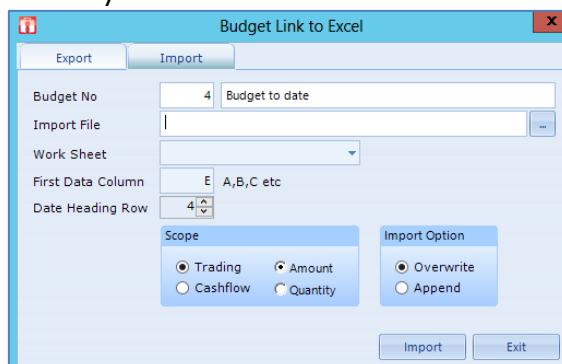 Budget Link to Excel
x
Export Import
Budget No 4 Budget to date
Import File ...
Work Sheet
First Data Column E A,B,C etc
Date Heading Row 4
Scope Import Option
Trading Amount Overwrite
Cashflow Quantity Append
Import Exit